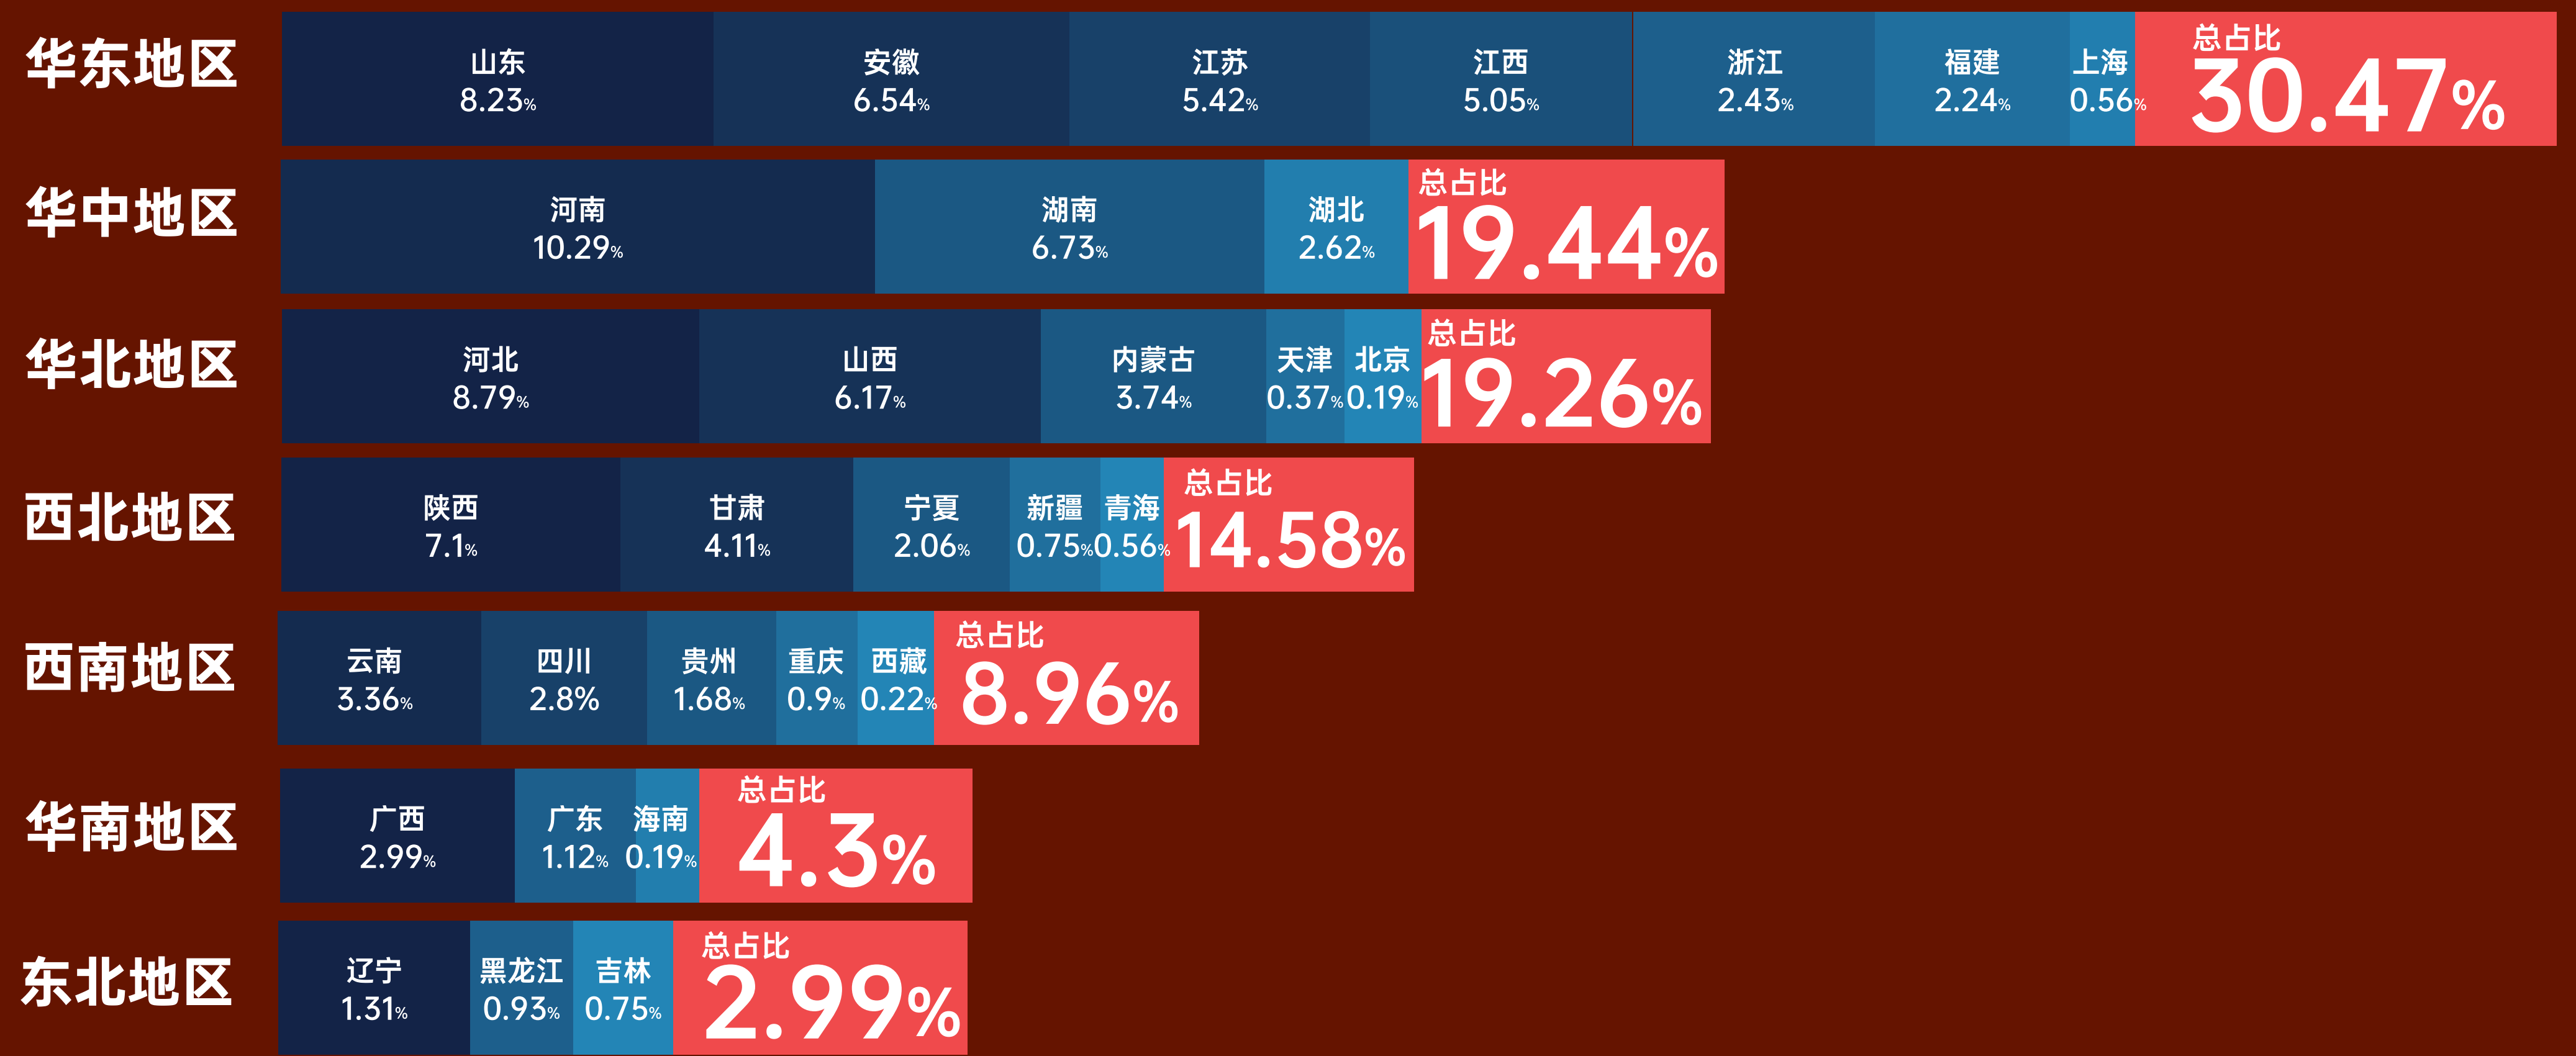 华东地区
山东
8.23%
安徽
6.54%
江苏
5.42%
江西
5.05%
浙江
2.43%
福建
2.24%
上海
0.56%
总占比
30.47%
华中地区
河南
10.29%
湖南
6.73%
湖北
2.62%
总占比
19.44%
华北地区
河北
8.79%
山西
6.17%
内蒙古
3.74%
天津
0.37%
北京
0.19%
总占比
19.26%
西北地区
陕西
7.1%
甘肃
4.11%
宁夏
2.06%
新疆
0.75%
青海
0.56%
总占比
14.58%
西南地区
云南
3.36%
四川
2.8%
贵州
1.68%
重庆
0.9%
西藏
0.22%
总占比
8.96%
华南地区
广西
2.99%
广东
1.12%
海南
0.19%
总占比
4.3%
东北地区
辽宁
1.31%
黑龙江
0.93%
吉林
0.75%
总占比
2.99%